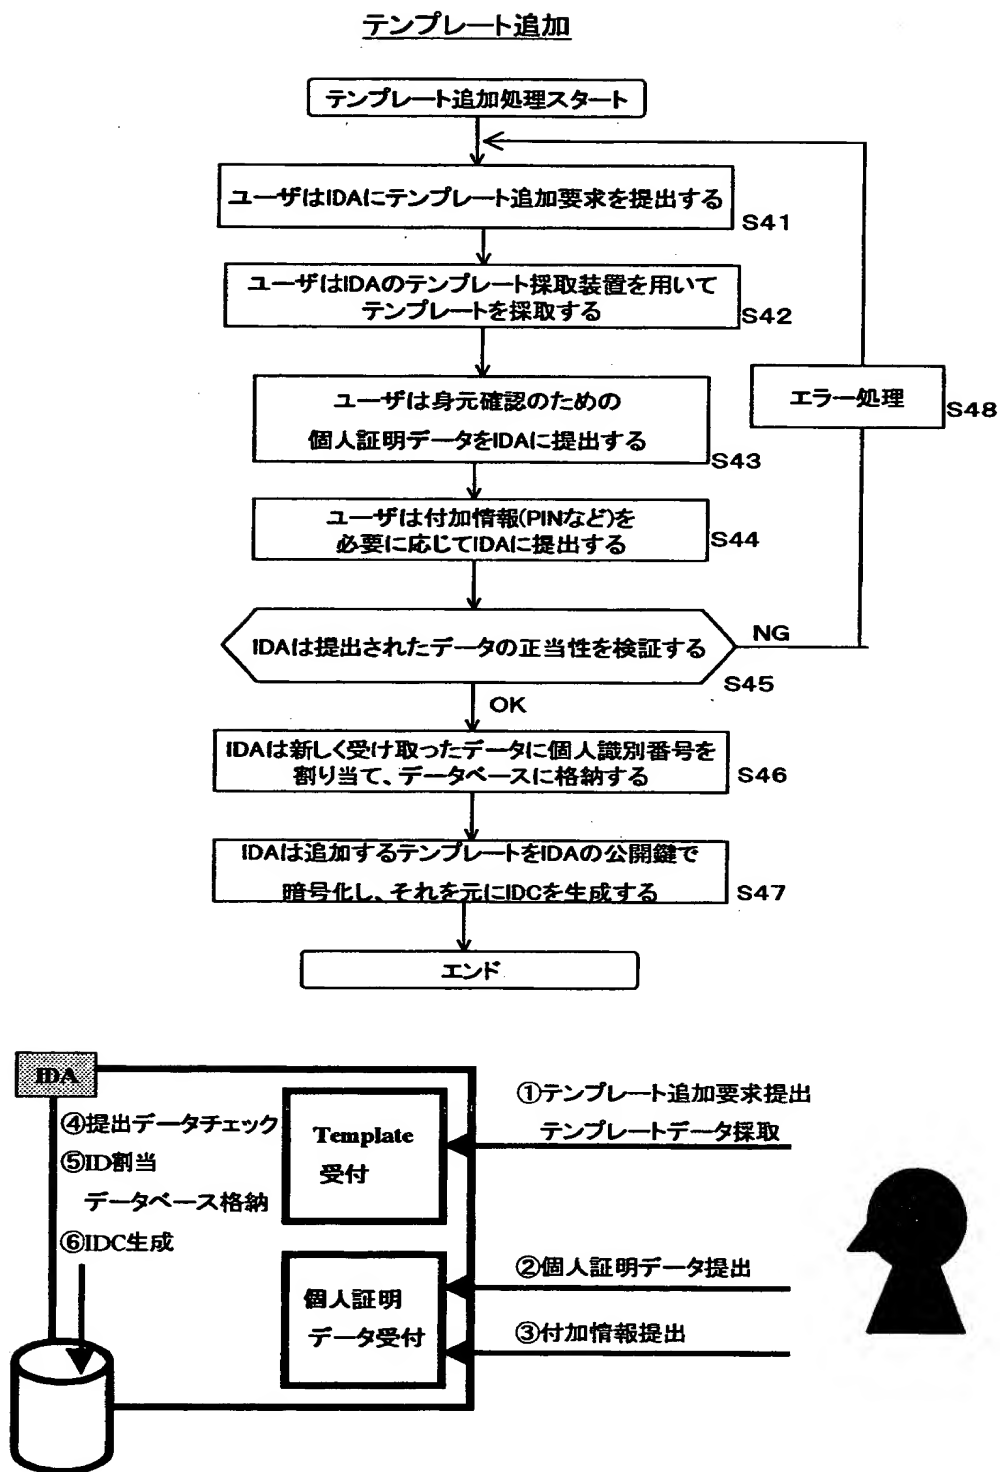 テンプレート追加
テンプレート追加処理スタート
ユーザはIDAにテンプレート追加要求を提出する
S41
ユーザはIDAのテンプレート採取装置を用いて
テンプレートを採取する
S42
ユーザは身元確認のための
個人証明データをIDAに提出する
S43
エラー処理
S48
ユーザは付加情報(PINなど)を
必要に応じてIDAに提出する
S44
IDAは提出されたデータの正当性を検証する
NG
S45
OK
IDAは新しく受け取ったデータに個人識別番号を
割り当て、データベースに格納する
S46
IDAは追加するテンプレートをIDAの公開鍵で
暗号化し、それを元にIDCを生成する
S47
エンド
IDA
④提出データチェック
⑤ID割当
データベース格納
⑥IDC生成
Template
受付
個人証明
データ受付
①テンプレート追加要求提出
テンプレートデータ採取
②個人証明データ提出
③付加情報提出